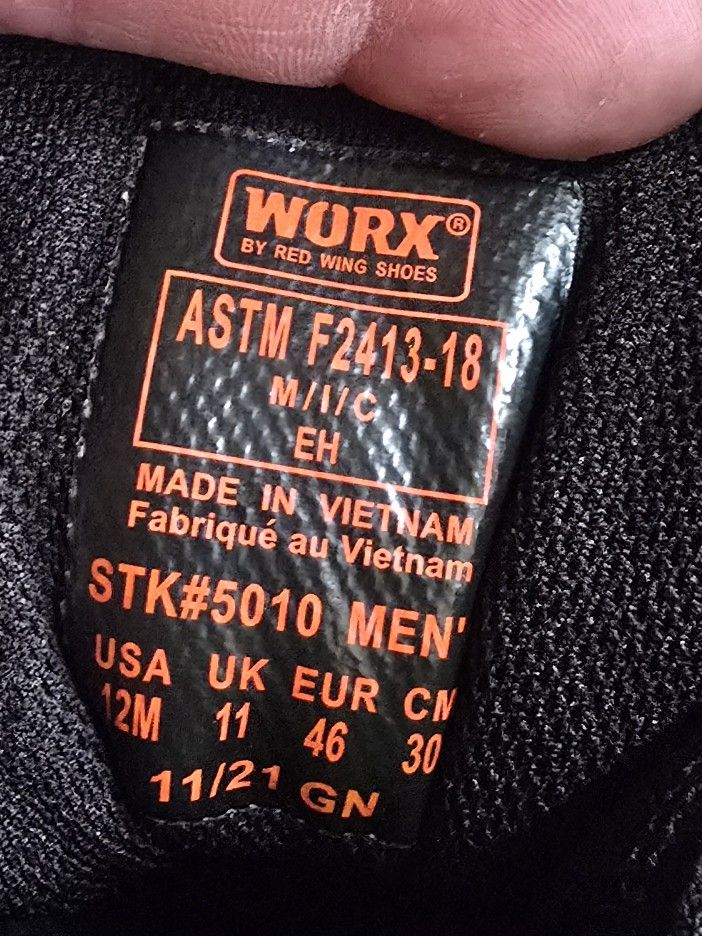 WORX®
BY RED WING SHOES
ASTM F2413-18
M/I/C
EH
MADE IN VIETNAM
Fabriqué au Vietnam
STK#5010 MEN'
USA UK EUR CM
12M 11 46 30
11/21 GN